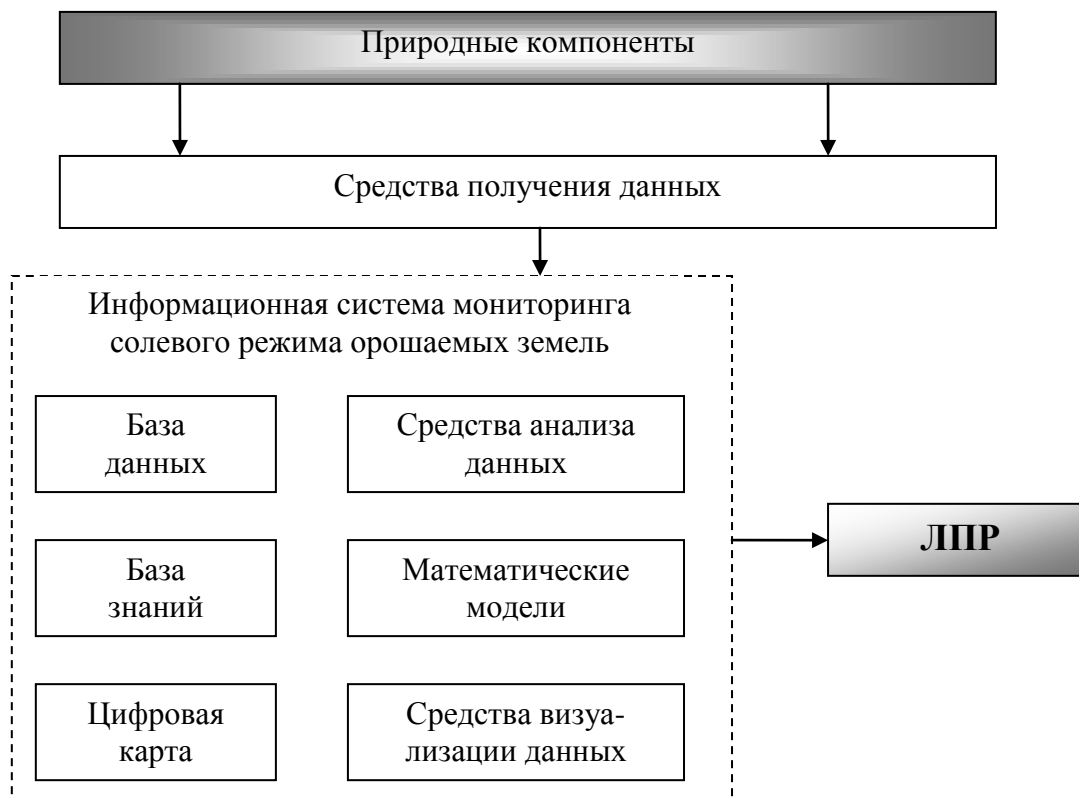 Природные компоненты
Средства получения данных
Информационная система мониторинга
солевого режима орошаемых земель
База
данных
Средства анализа
данных
База
знаний
Математические
модели
ЛПР
Цифровая
карта
Средства визуа-
лизации данных